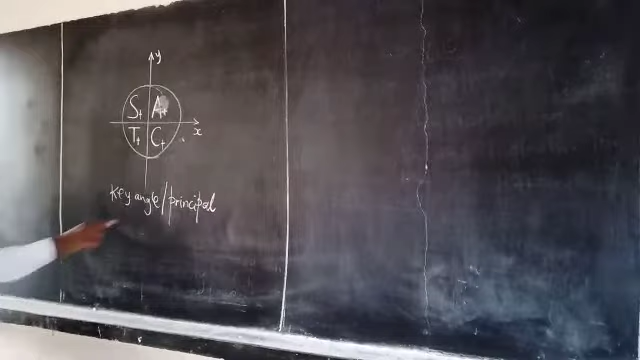 y
S+ A+
x
T+ C+
Key angle/principal